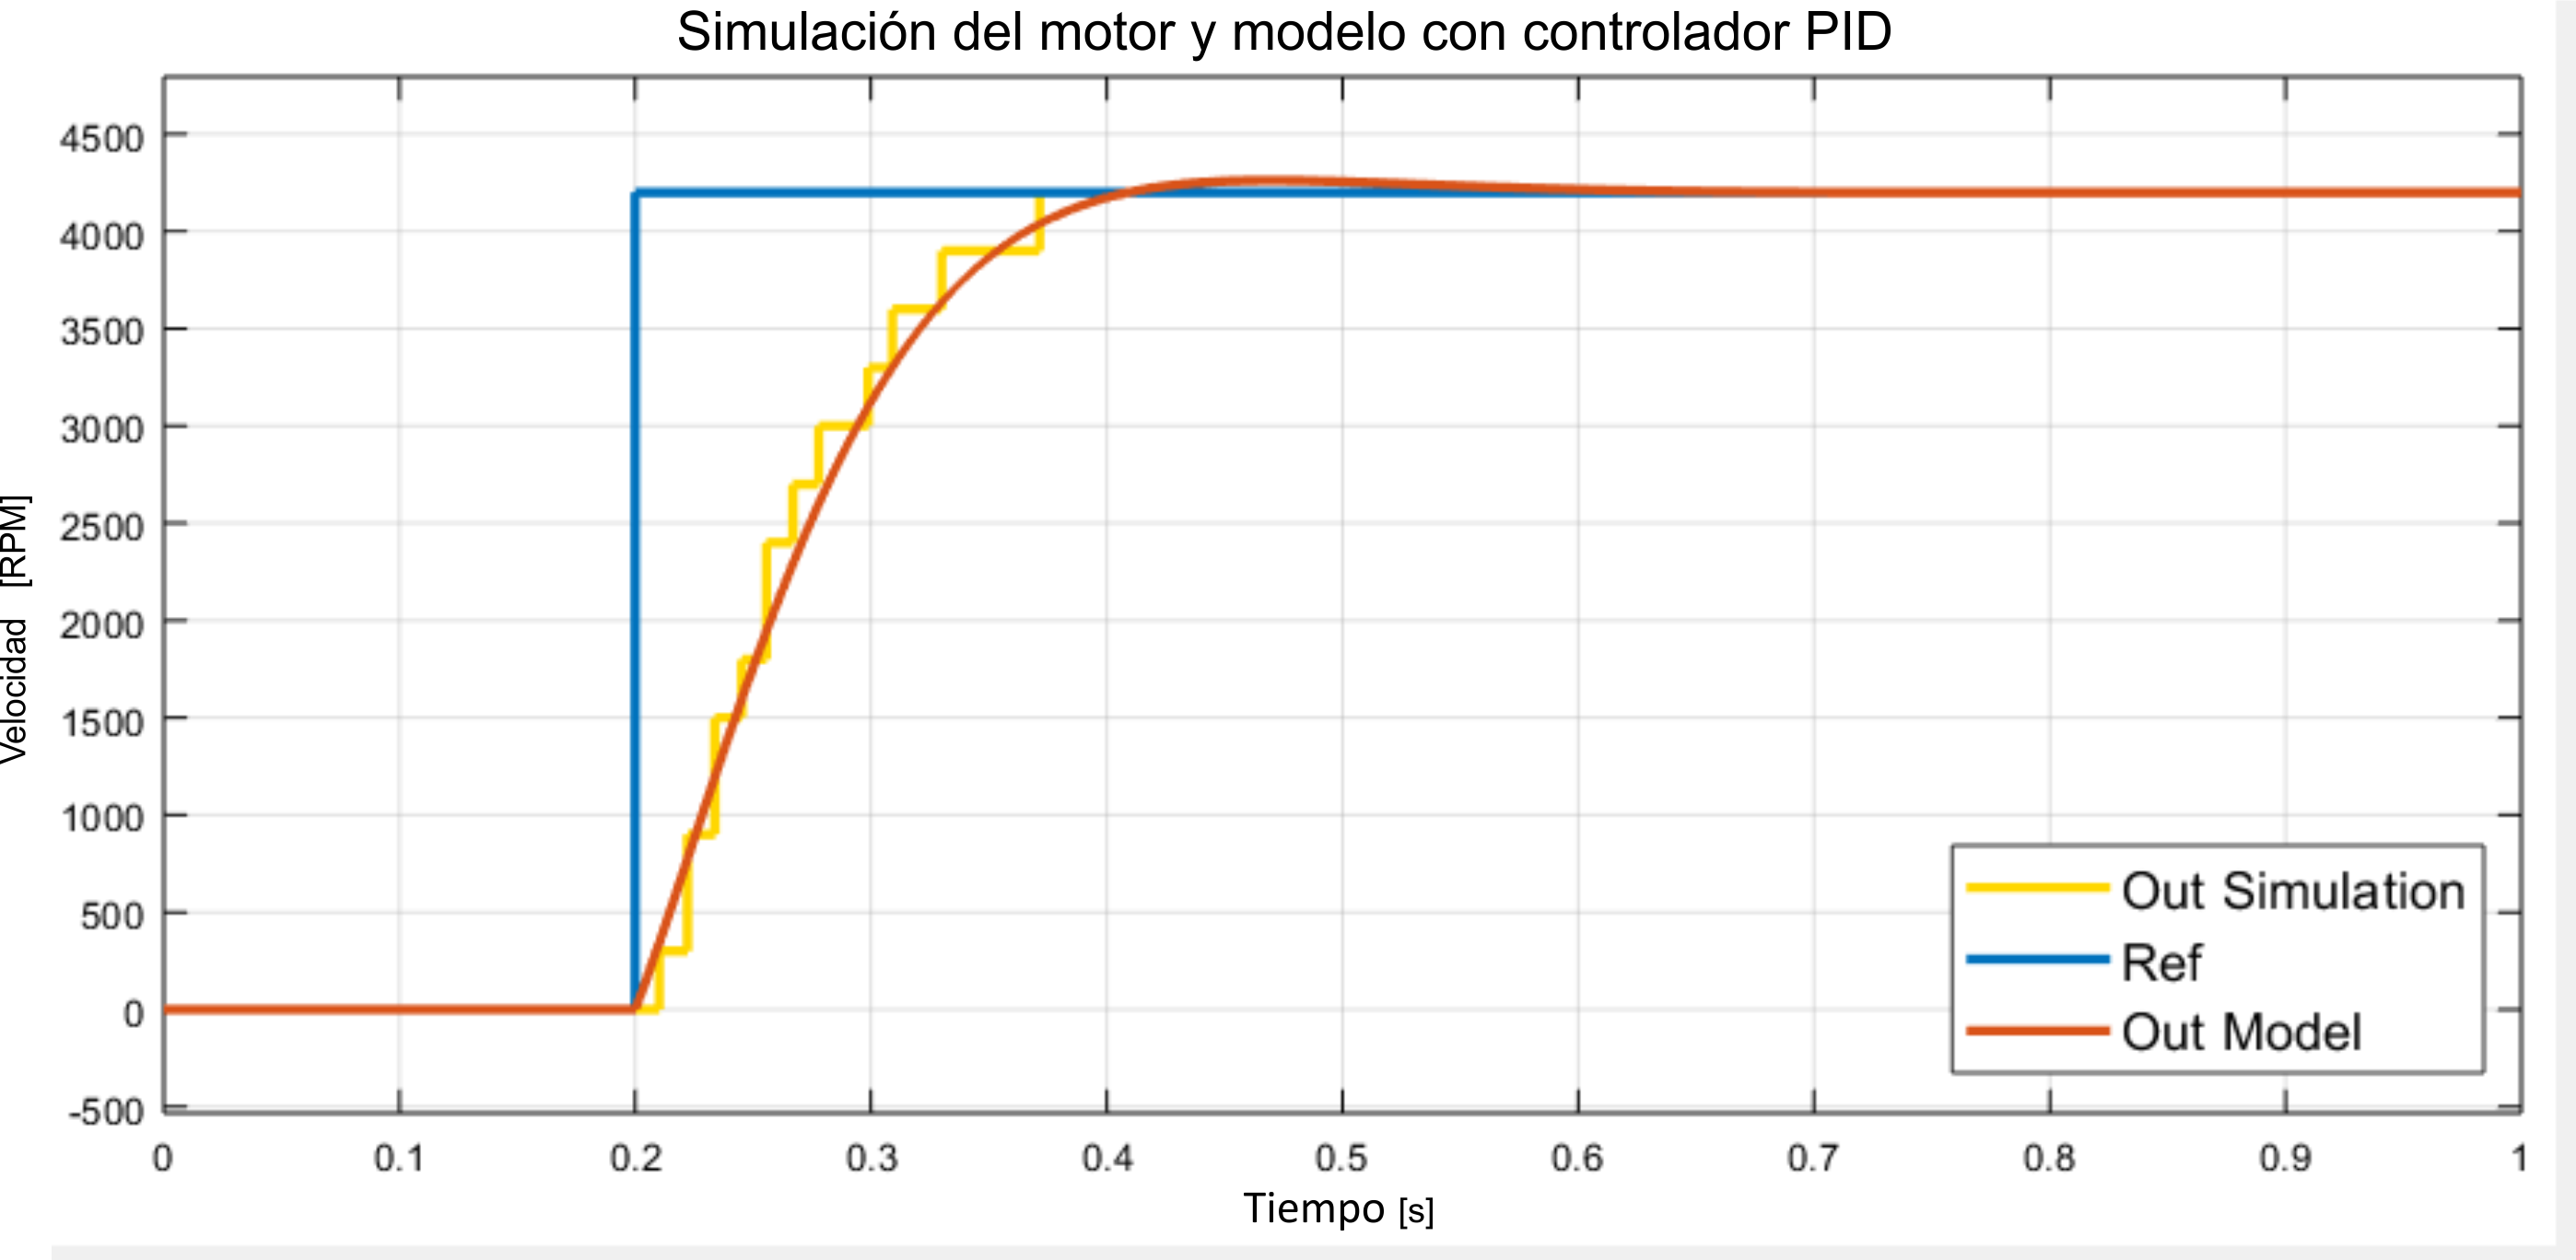 Simulación del motor y modelo con controlador PID
4500
4000
3500
3000
2500
2000
1500
1000
500
0
-500
Velocidad [RPM]
0 0.1 0.2 0.3 0.4 0.5 0.6 0.7 0.8 0.9 1
Tiempo [s]
Out Simulation
Ref
Out Model